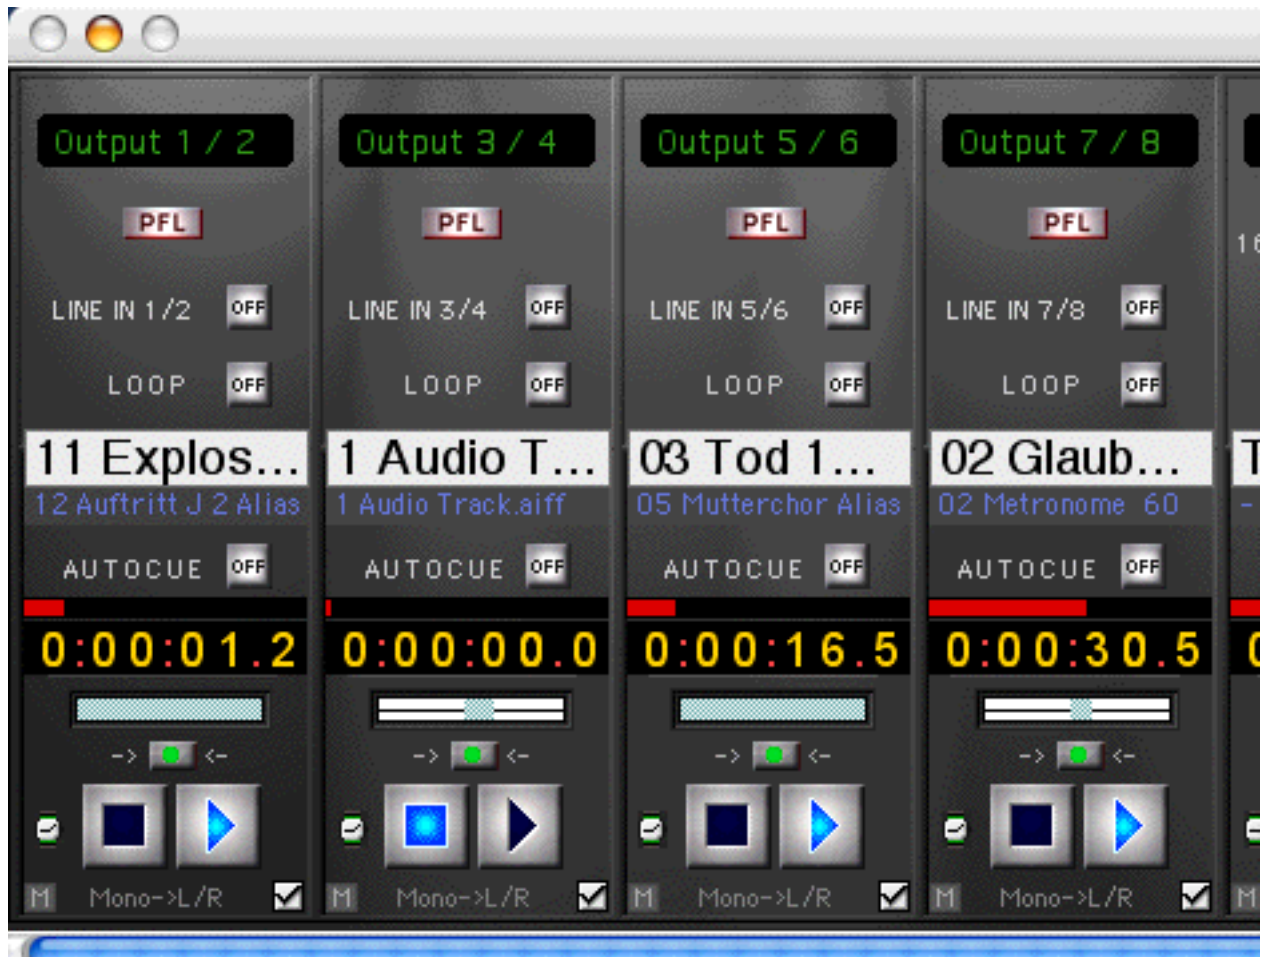 Output 1 / 2
PFL
LINE IN 1/2 OFF
LOOP OFF
11 Explos...
12 Auftritt J 2 Alias
AUTOCUE OFF
0:00:01.2
-> <-
M Mono->L/R
Output 3 / 4
PFL
LINE IN 3/4 OFF
LOOP OFF
1 Audio T...
1 Audio Track.aiff
AUTOCUE OFF
0:00:00.0
-> <-
M Mono->L/R
Output 5 / 6
PFL
LINE IN 5/6 OFF
LOOP OFF
03 Tod 1...
05 Mutterchor Alias
AUTOCUE OFF
0:00:16.5
-> <-
M Mono->L/R
Output 7 / 8
PFL
LINE IN 7/8 OFF
LOOP OFF
02 Glaub...
02 Metronome 60
AUTOCUE OFF
0:00:30.5
-> <-
M Mono->L/R
16
T
-
M